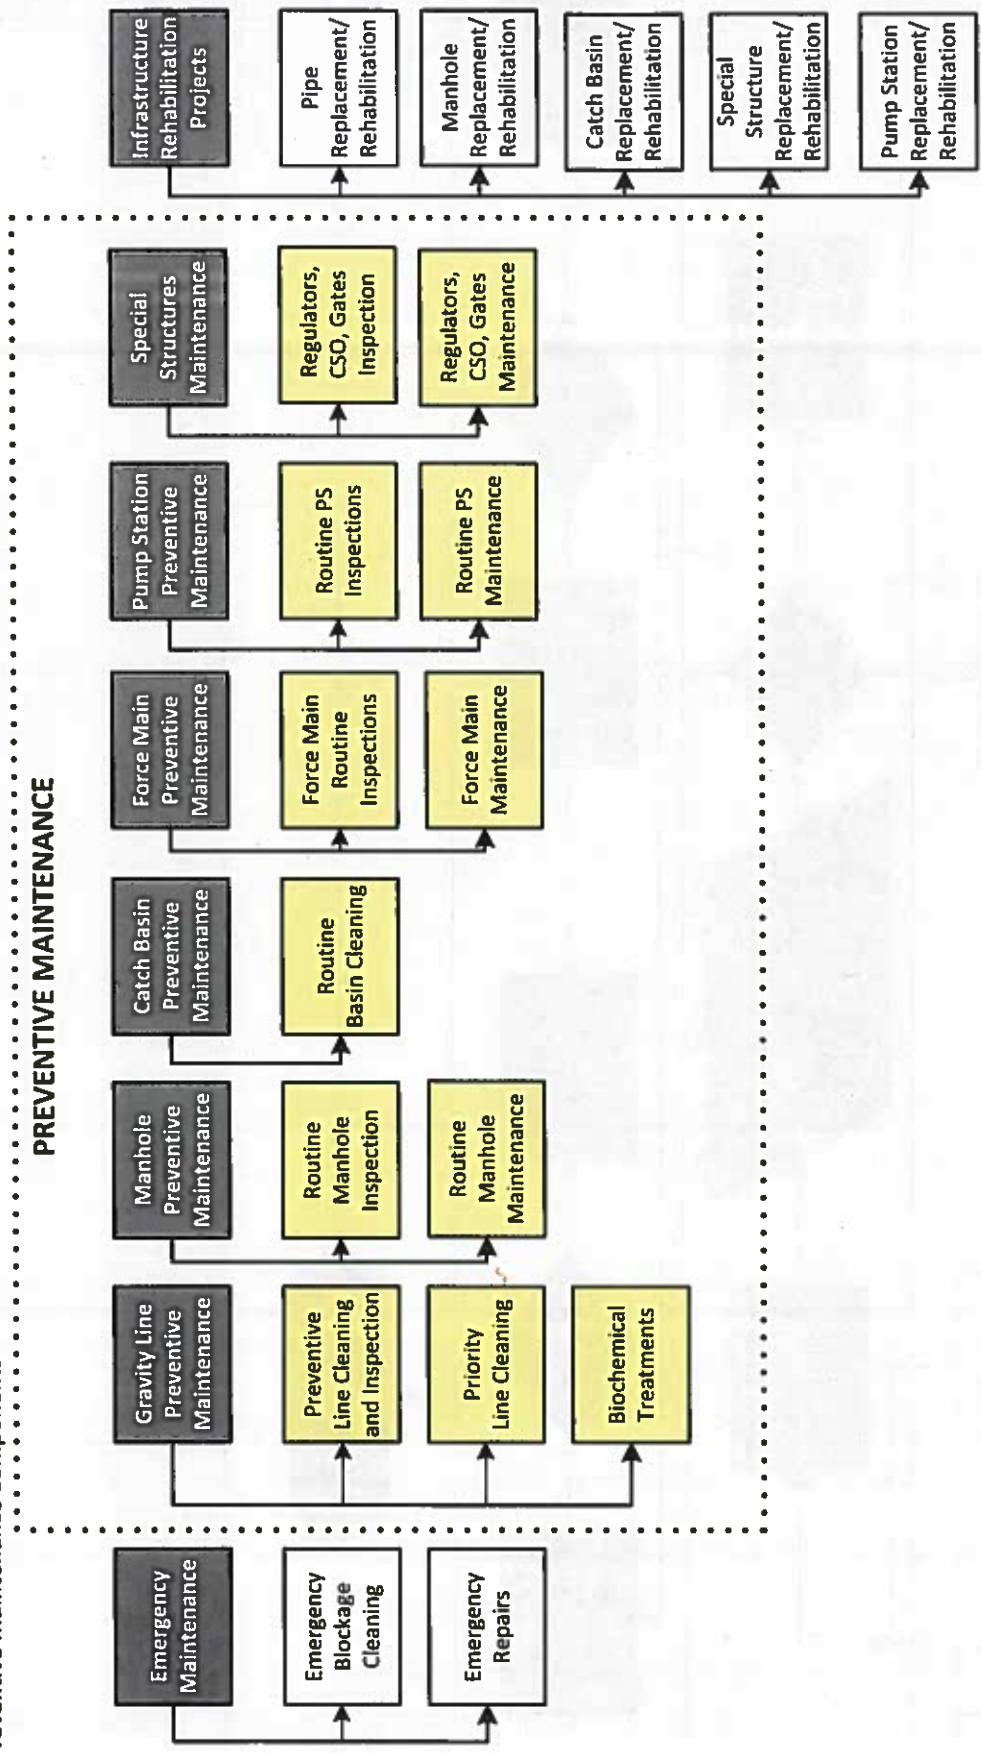 PREVENTIVE MAINTENANCE
Emergency
Maintenance
Emergency
Blockage
Cleaning
Emergency
Repairs
Gravity Line
Preventive
Maintenance
Preventive
Line Cleaning
and Inspection
Priority
Line Cleaning
Biochemical
Treatments
Manhole
Preventive
Maintenance
Routine
Manhole
Inspection
Routine
Manhole
Maintenance
Catch Basin
Preventive
Maintenance
Routine
Basin Cleaning
Force Main
Preventive
Maintenance
Force Main
Routine
Inspections
Force Main
Maintenance
Pump Station
Preventive
Maintenance
Routine PS
Inspections
Routine PS
Maintenance
Special
Structures
Maintenance
Regulators,
CSO, Gates
Inspection
Regulators,
CSO, Gates
Maintenance
Infrastructure
Rehabilitation
Projects
Pipe
Replacement/
Rehabilitation
Manhole
Replacement/
Rehabilitation
Catch Basin
Replacement/
Rehabilitation
Special
Structure
Replacement/
Rehabilitation
Pump Station
Replacement/
Rehabilitation